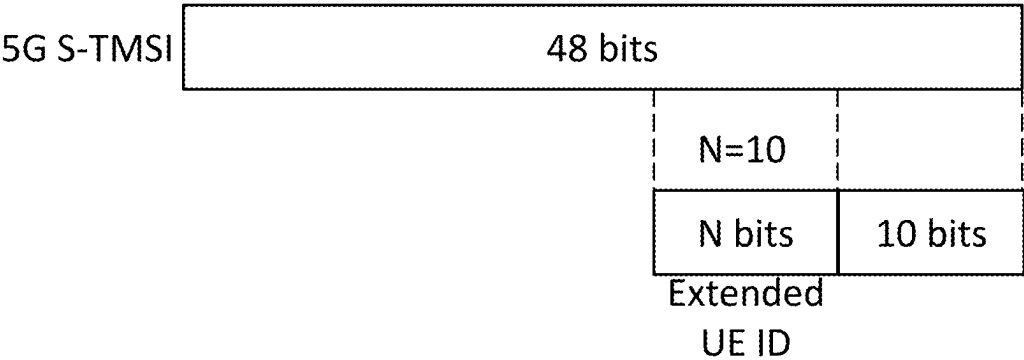 5G S-TMSI
48 bits
N=10
N bits
10 bits
Extended
UE ID